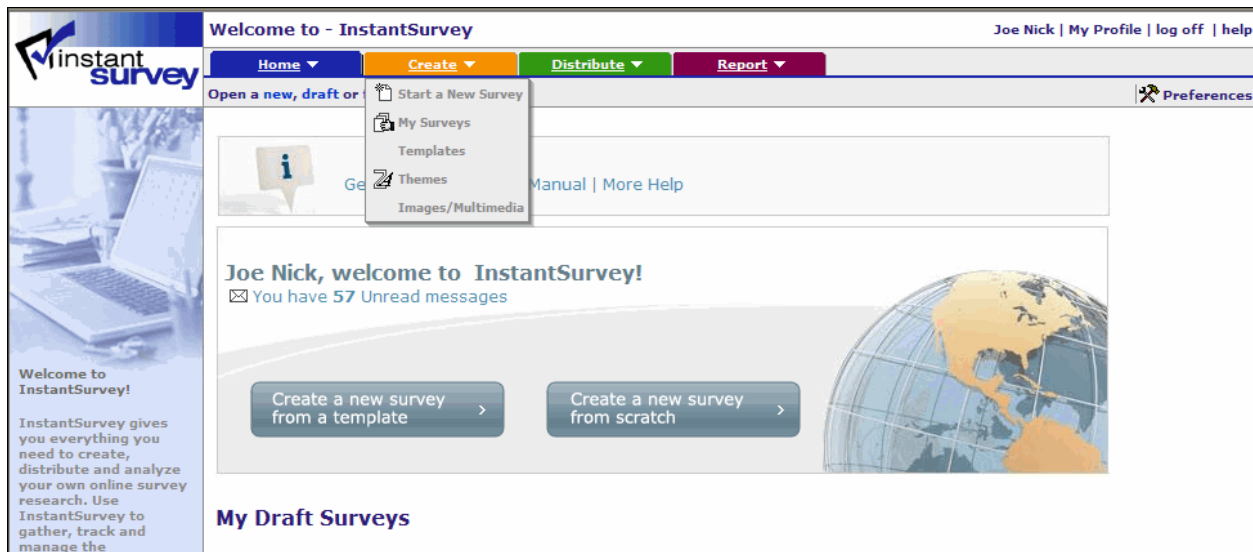 instant
survey
Welcome to - InstantSurvey
Joe Nick | My Profile | log off | help
Home
Create
Distribute
Report
Open a new, draft or
Preferences
Start a New Survey
My Surveys
Templates
Themes
Images/Multimedia
i
Manual | More Help
Joe Nick, welcome to InstantSurvey!
You have 57 Unread messages
Create a new survey
from a template
Create a new survey
from scratch
Welcome to
InstantSurvey!
InstantSurvey gives
you everything you
need to create,
distribute and analyze
your own online survey
research. Use
InstantSurvey to
gather, track and
manage the
My Draft Surveys